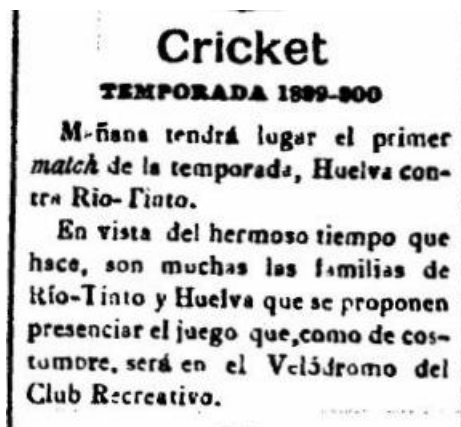 Cricket
TEMPORADA 1899-900
Mañana tendrá lugar el primer
match de la temporada, Huelva con-
tra Rio-Tinto.
En vista del hermoso tiempo que
hace, son muchas las familias de
Río-Tinto y Huelva que se proponen
presenciar el juego que,como de cos-
tumbre, será en el Velódromo del
Club Recreativo.